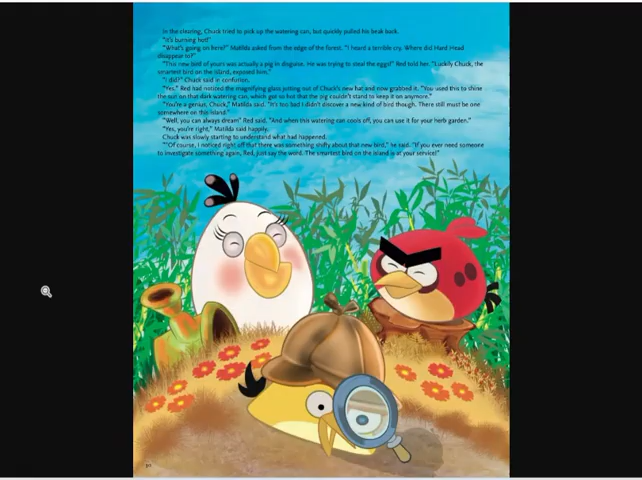 In the clearing, Chuck tried to pick up the watering can, but quickly pulled his beak back.
"It's burning hot!"
"What's going on here?" Matilda asked from the edge of the forest. "I heard a terrible cry. Where did Hard Head
disappear to?"
"This new bird of yours was actually a pig in disguise. He was trying to steal the eggs!" Red told her. "Luckily Chuck, the
smartest bird on the island, exposed him."
"I did?" Chuck said in confusion.
"Yes." Red had noticed the magnifying glass jutting out of Chuck's new hat and now grabbed it. "You used this to shine
the sun on that dark watering can, which got so hot that the pig couldn't stand to keep it on anymore."
"You're a genius, Chuck," Matilda said. "It's too bad I didn't discover a new kind of bird though. There still must be one
somewhere on this island."
"Well, you can always dream" Red said. "And when this watering can cools off, you can use it for your herb garden."
"Yes, you're right," Matilda said happily.
Chuck was slowly starting to understand what had happened.
"Of course, I noticed right off that there was something shifty about that new bird," he said. "If you ever need someone
to investigate something again, Red, just say the word. The smartest bird on the island is at your service!"